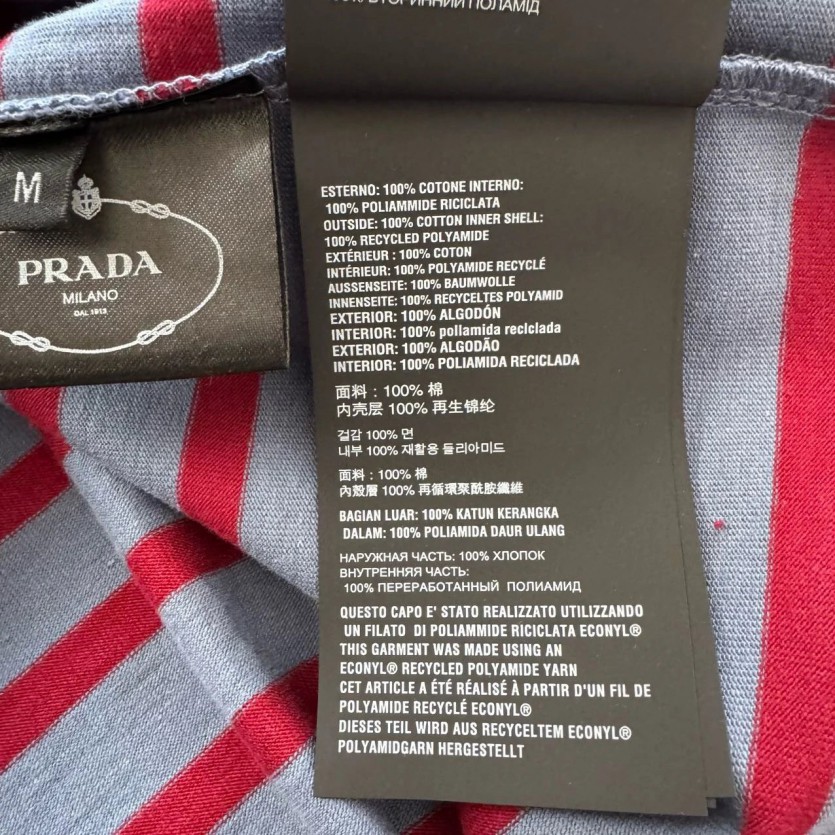 ПОЛАМІД
M
PRADA
MILANO
DAL 1913
ESTERNO: 100% COTONE INTERNO:
100% POLIAMMIDE RICICLATA
OUTSIDE: 100% COTTON INNER SHELL:
100% RECYCLED POLYAMIDE
EXTÉRIEUR : 100% COTON
INTÉRIEUR: 100% POLYAMIDE RECYCLÉ
AUSSENSEITE: 100% BAUMWOLLE
INNENSEITE: 100% RECYCELTES POLYAMID
EXTERIOR: 100% ALGODÓN
INTERIOR: 100% poliamida reciclada
EXTERIOR: 100% ALGODÃO
INTERIOR: 100% POLIAMIDA RECICLADA
面料：100% 棉
内壳层 100% 再生锦纶
겉감 100% 면
내부 100% 재활용 들리아미드
面料：100% 棉
內殼層 100% 再循環聚酰胺纖維
BAGIAN LUAR: 100% KATUN KERANGKA
DALAM: 100% POLIAMIDA DAUR ULANG
НАРУЖНАЯ ЧАСТЬ: 100% ХЛОПОК
ВНУТРЕННЯЯ ЧАСТЬ:
100% ПЕРЕРАБОТАННЫЙ ПОЛИАМИД
QUESTO CAPO E' STATO REALIZZATO UTILIZZANDO
UN FILATO DI POLIAMMIDE RICICLATA ECONYL®
THIS GARMENT WAS MADE USING AN
ECONYL® RECYCLED POLYAMIDE YARN
CET ARTICLE A ÉTÉ RÉALISÉ À PARTIR D'UN FIL DE
POLYAMIDE RECYCLÉ ECONYL®
DIESES TEIL WIRD AUS RECYCELTEM ECONYL®
POLYAMIDGARN HERGESTELLT